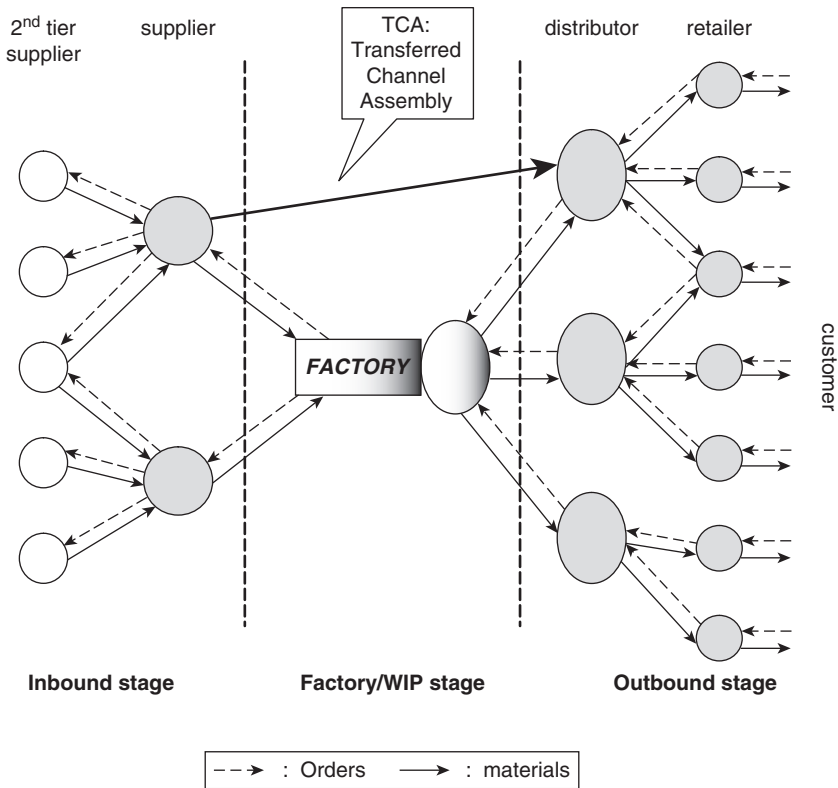 2nd tier
supplier
supplier
TCA:
Transferred
Channel
Assembly
distributor
retailer
FACTORY
customer
Inbound stage
Factory/WIP stage
Outbound stage
: Orders
: materials